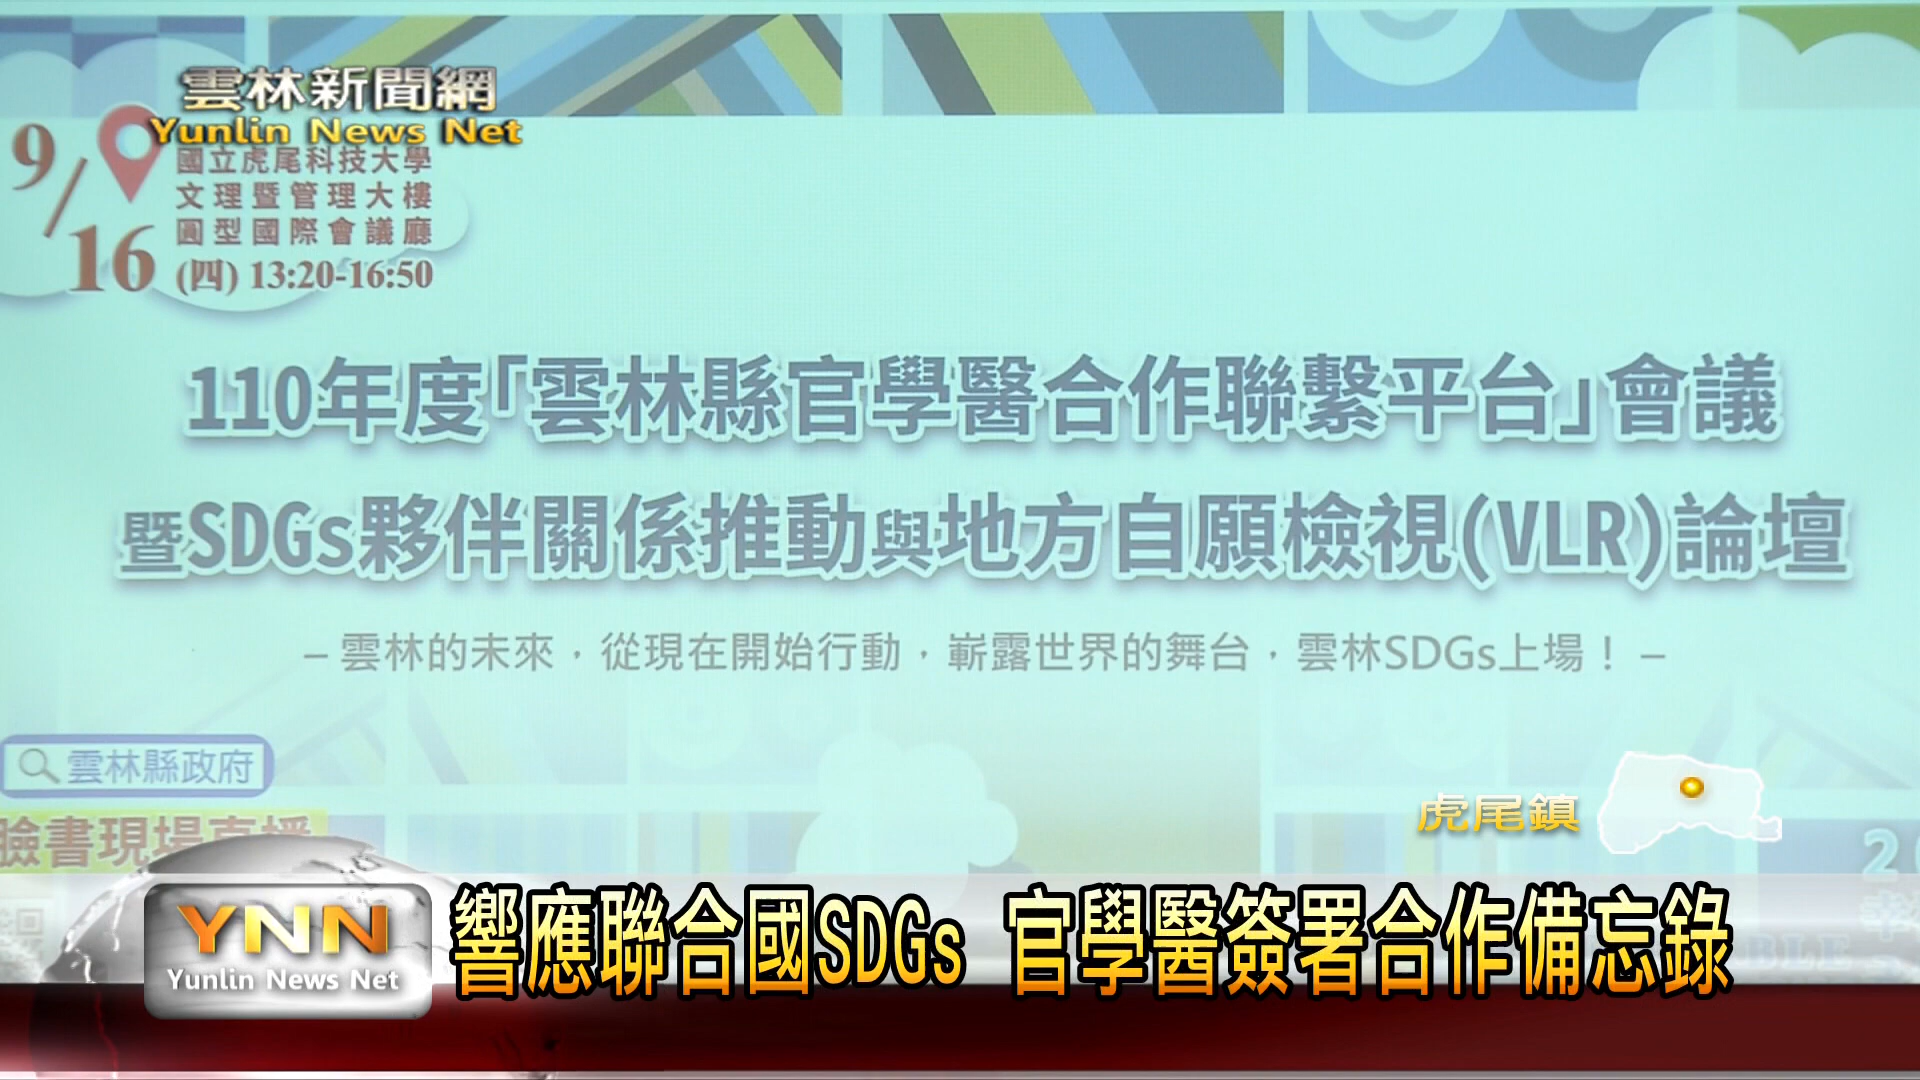 雲林新聞網
Yunlin News Net
9/16
國立虎尾科技大學
文理暨管理大樓
圓型國際會議廳
(四) 13:20-16:50
110年度「雲林縣官學醫合作聯繫平台」會議
暨SDGs夥伴關係推動與地方自願檢視(VLR)論壇
– 雲林的未來，從現在開始行動，嶄露世界的舞台，雲林SDGs上場！ –
雲林縣政府
臉書現場直播
虎尾鎮
YNN
Yunlin News Net
響應聯合國SDGs 官學醫簽署合作備忘錄